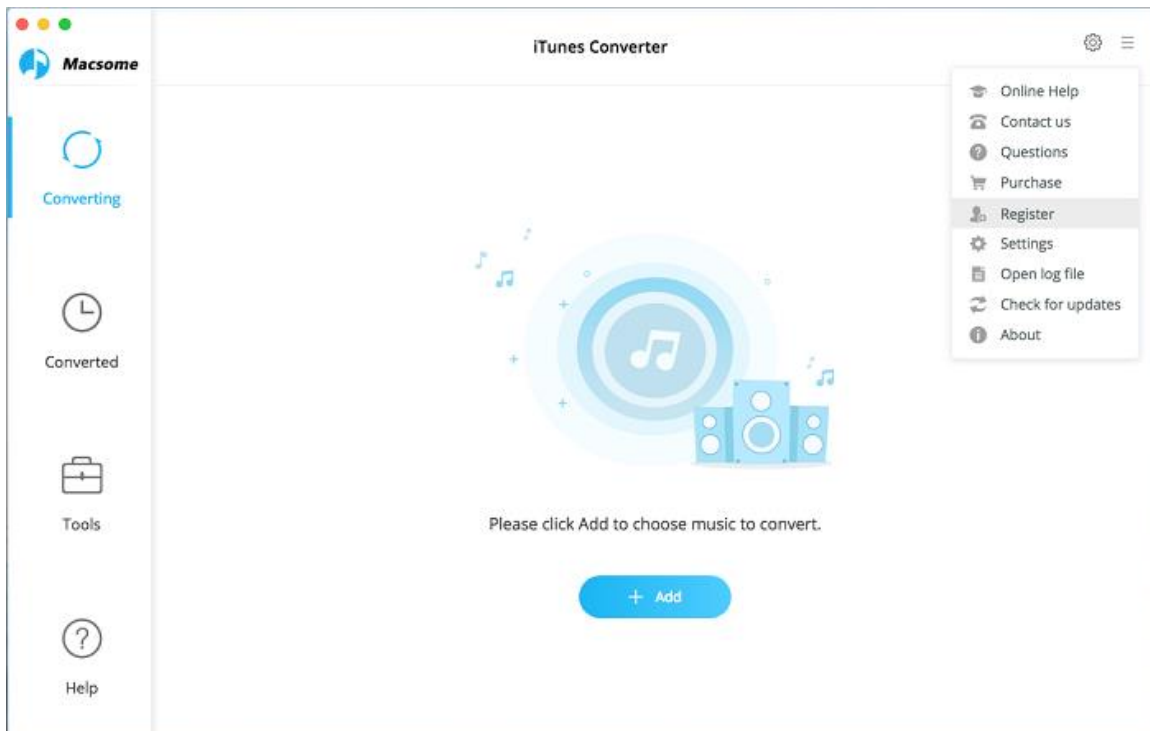 Macsome
iTunes Converter
Converting
Converted
Tools
Help
Online Help
Contact us
Questions
Purchase
Register
Settings
Open log file
Check for updates
About
Please click Add to choose music to convert.
+ Add